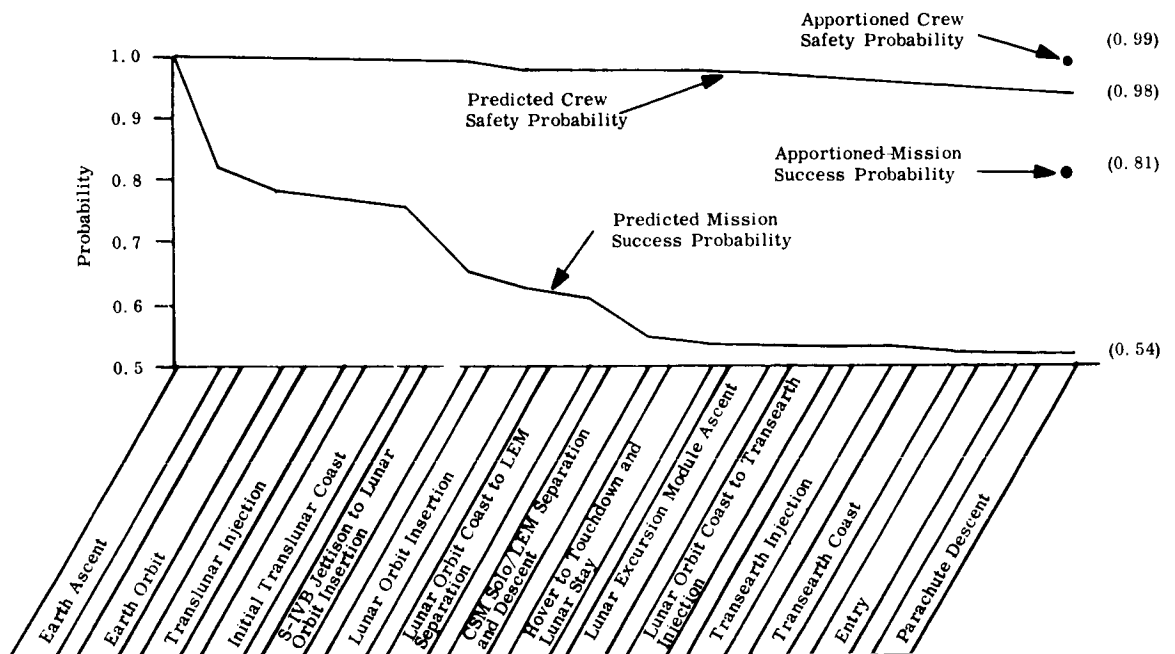 Apportioned Crew
Safety Probability
(0.99)
1.0
Predicted Crew
Safety Probability
(0.98)
0.9
Apportioned Mission
Success Probability
(0.81)
0.8
Probability
Predicted Mission
Success Probability
0.7
0.6
(0.54)
0.5
Earth Ascent
Earth Orbit
Translunar Injection
Initial Translunar Coast
S-IVB Jettison to Lunar
Orbit Insertion
Lunar Orbit Insertion
Lunar Orbit Coast to LEM
Separation
CSM Solo/LEM Separation
and Descent
Hover to Touchdown and
Lunar Stay
Lunar Excursion Module Ascent
Lunar Orbit Coast to Transearth
Injection
Transearth Injection
Transearth Coast
Entry
Parachute Descent